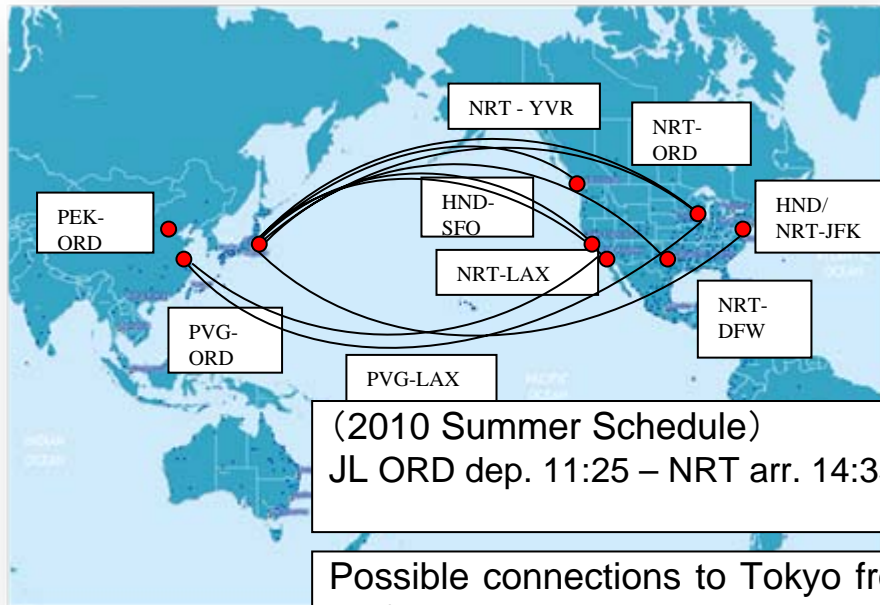 NRT - YVR
NRT-
ORD
PEK-
ORD
HND-
SFO
HND/
NRT-JFK
NRT-LAX
PVG-
ORD
NRT-
DFW
PVG-LAX
（2010 Summer Schedule）
JL ORD dep. 11:25 – NRT arr. 14:3
Possible connections to Tokyo